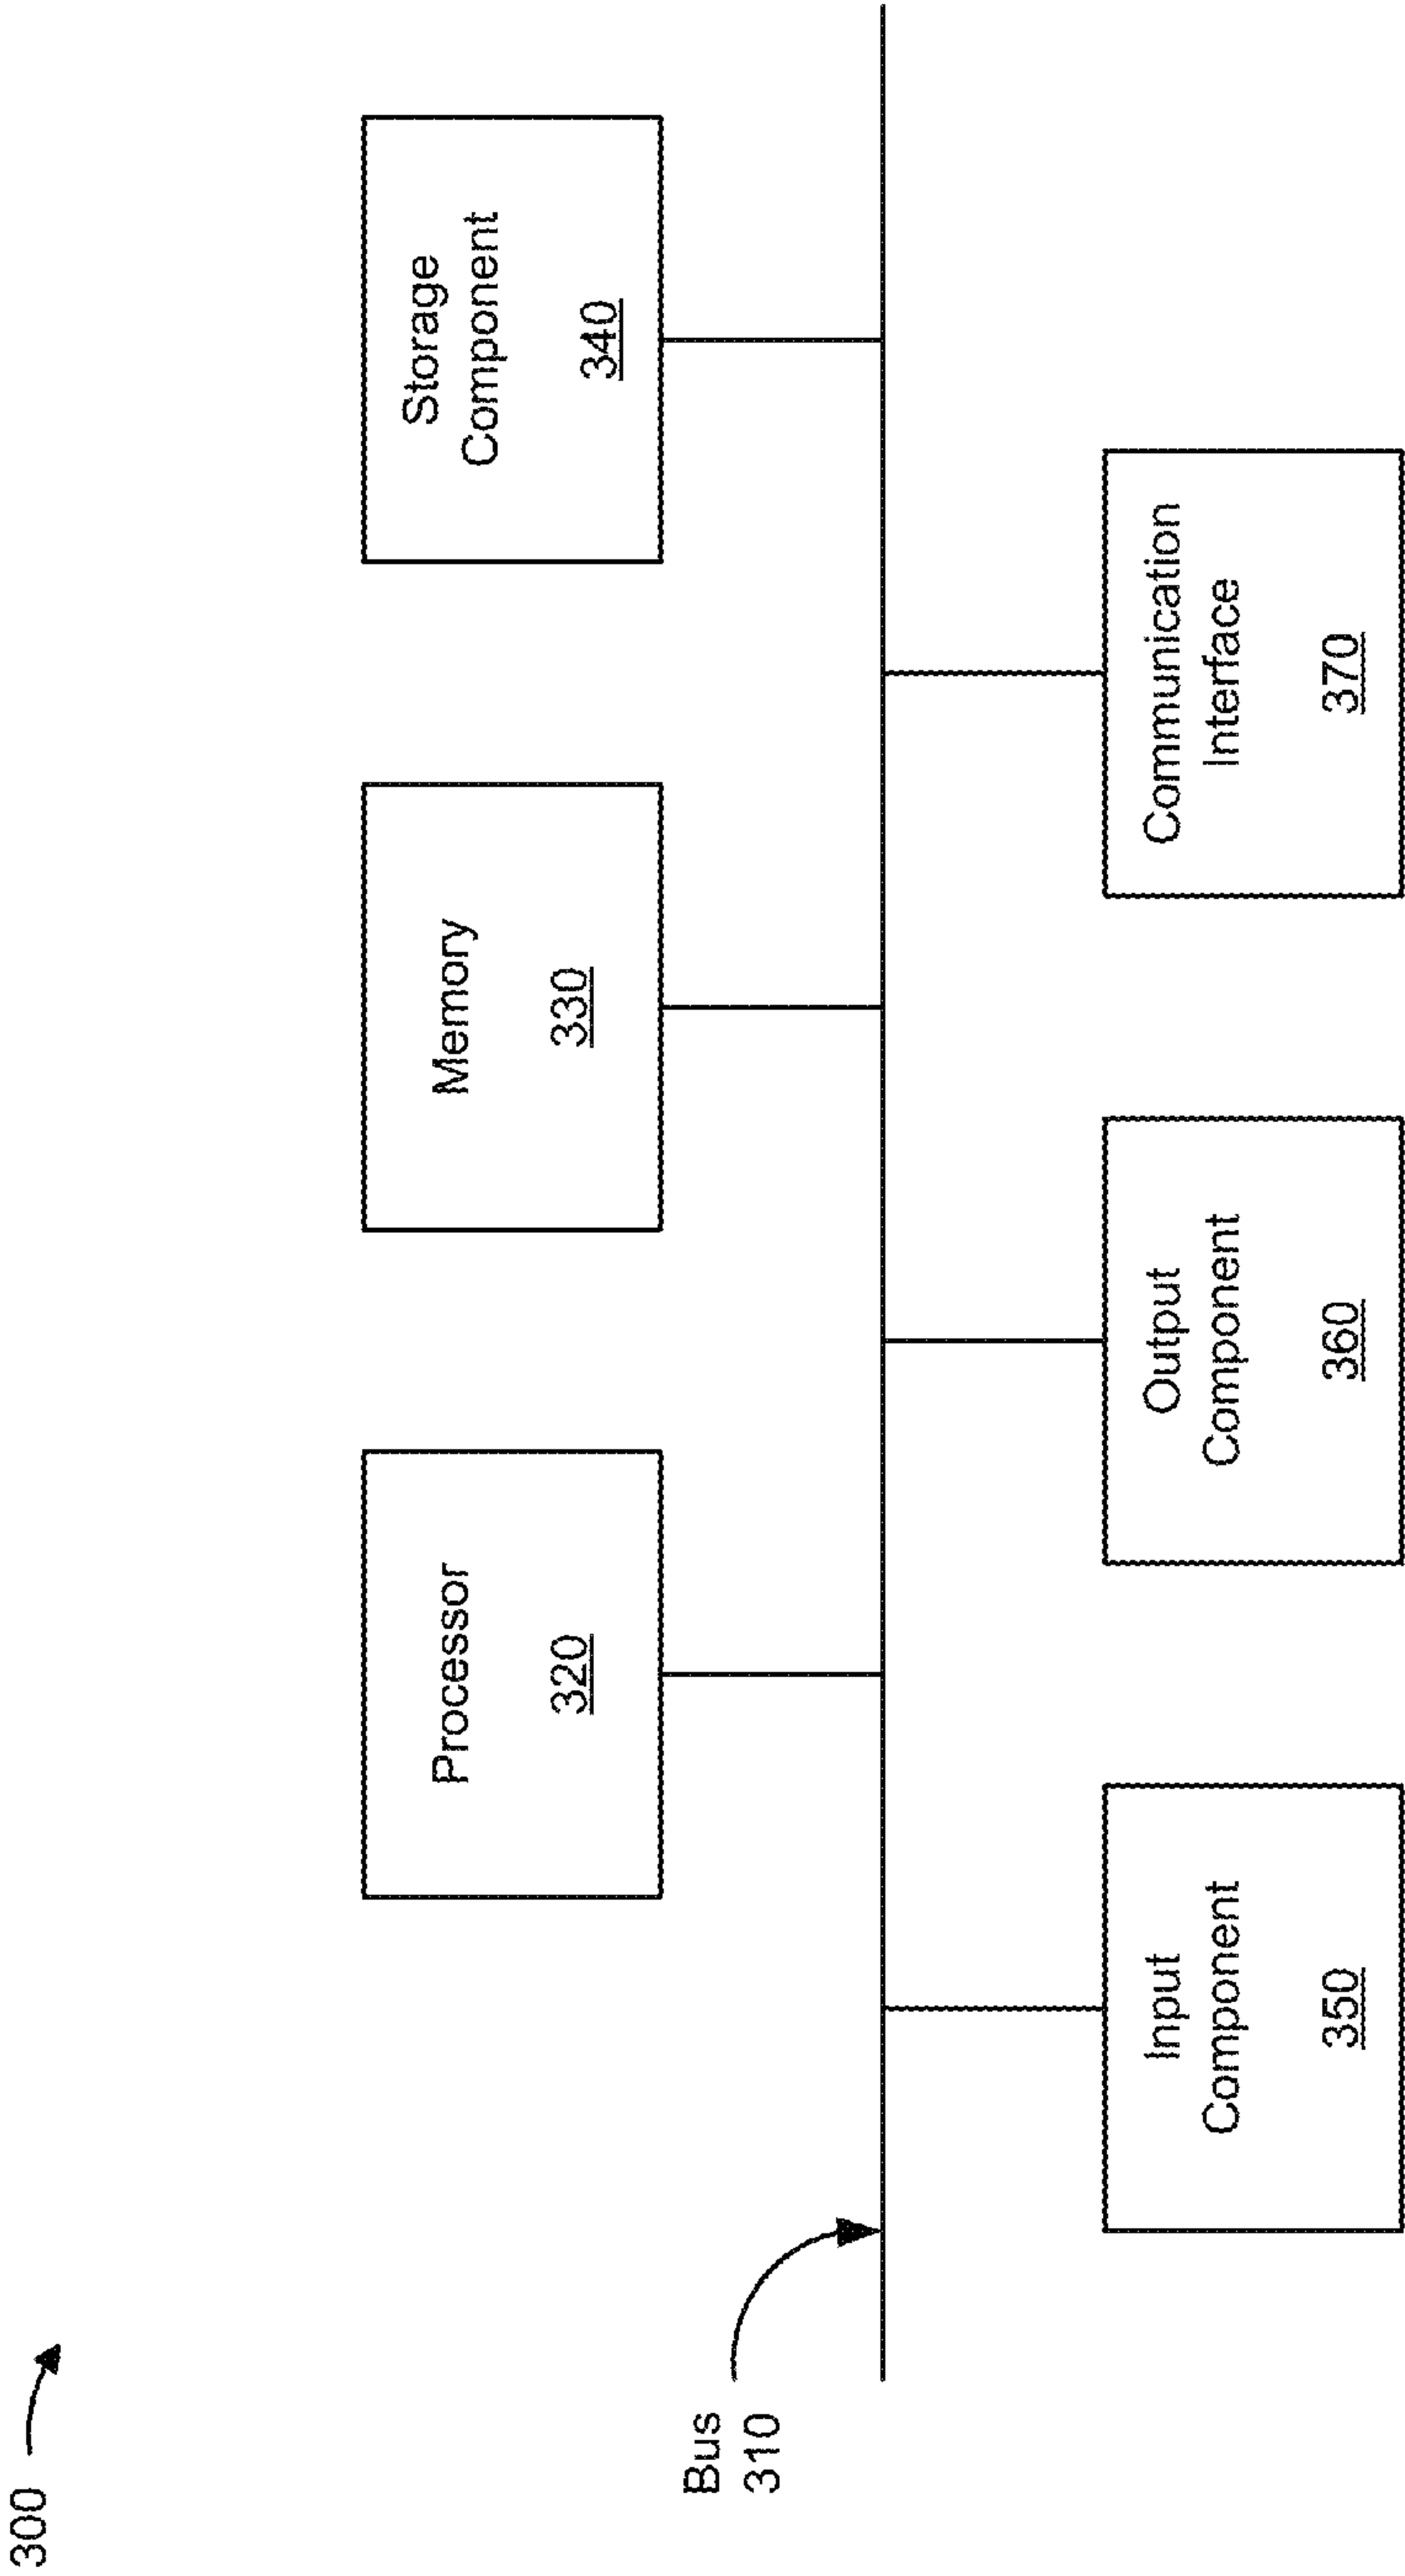 300
Bus
310
Processor
320
Memory
330
Storage
Component
340
Input
Component
350
Output
Component
360
Communication
Interface
370